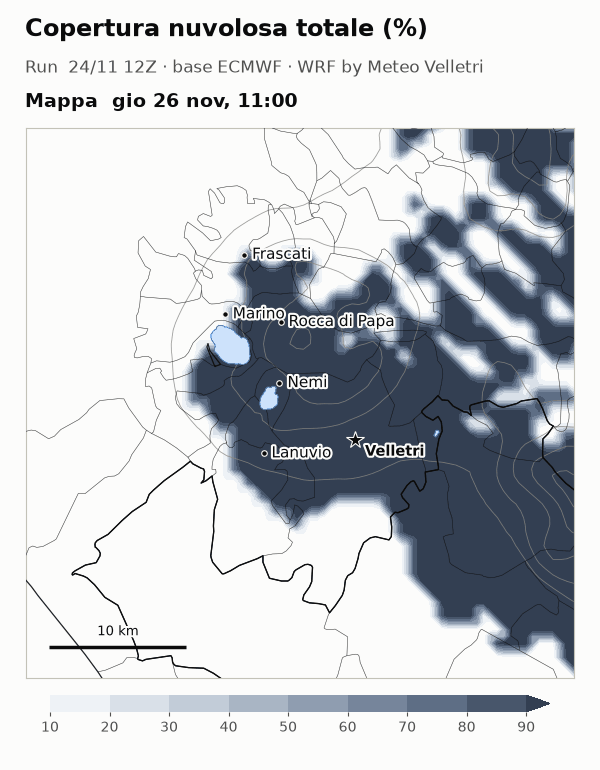 Copertura nuvolosa totale (%)
Run  24/11 12Z · base ECMWF · WRF by Meteo Velletri
Mappa  gio 26 nov, 11:00
Frascati
Marino
Rocca di Papa
Nemi
Velletri
Lanuvio
10 km
10 20 30 40 50 60 70 80 90